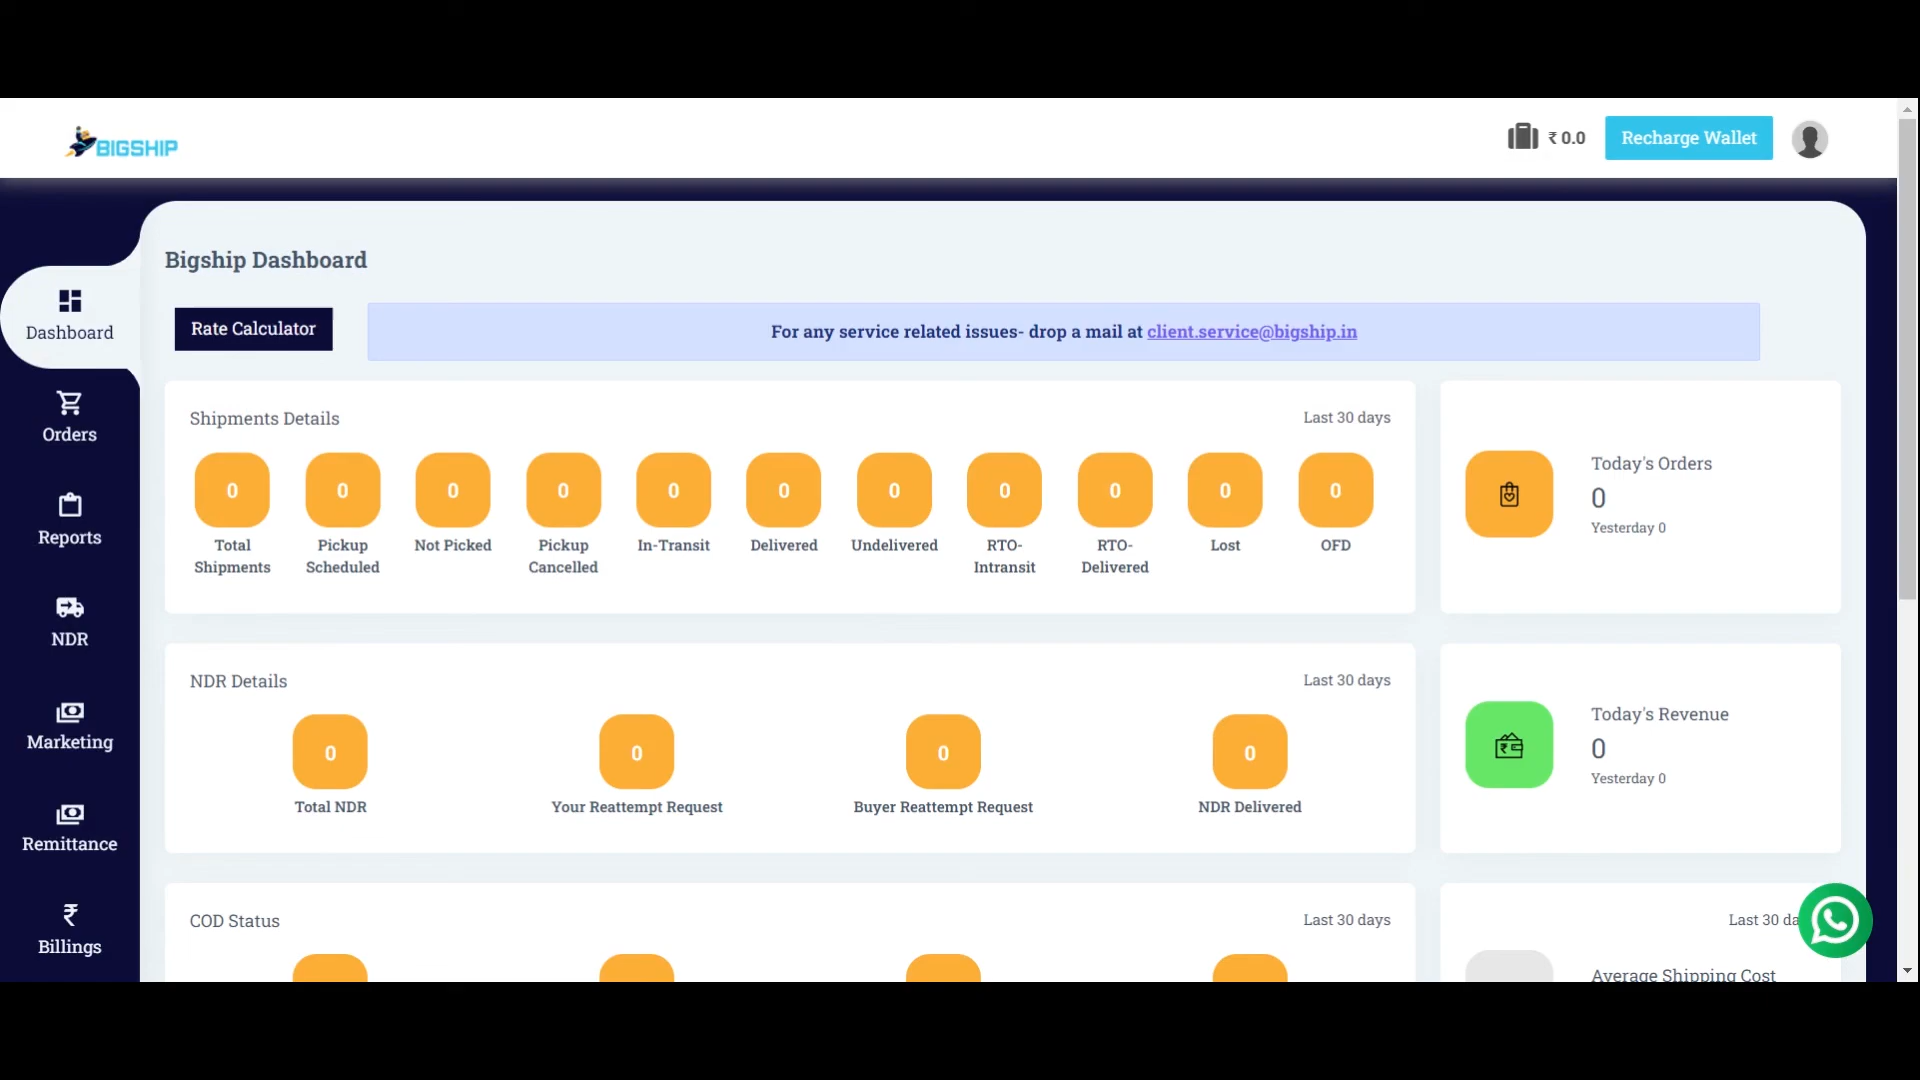 BIGSHIP
₹ 0.0
Recharge Wallet
Bigship Dashboard
Dashboard
Orders
Reports
NDR
Marketing
Remittance
₹
Billings
Rate Calculator
For any service related issues- drop a mail at client.service@bigship.in
Shipments Details
Last 30 days
0 0 0 0 0 0 0 0 0 0 0
Total Shipments
Pickup Scheduled
Not Picked
Pickup Cancelled
In-Transit
Delivered
Undelivered
RTO-Intransit
RTO-Delivered
Lost
OFD
Today's Orders
0
Yesterday 0
NDR Details
Last 30 days
0 0 0 0
Total NDR
Your Reattempt Request
Buyer Reattempt Request
NDR Delivered
Today's Revenue
0
Yesterday 0
COD Status
Last 30 days
Last 30 da
Average Shipping Cost